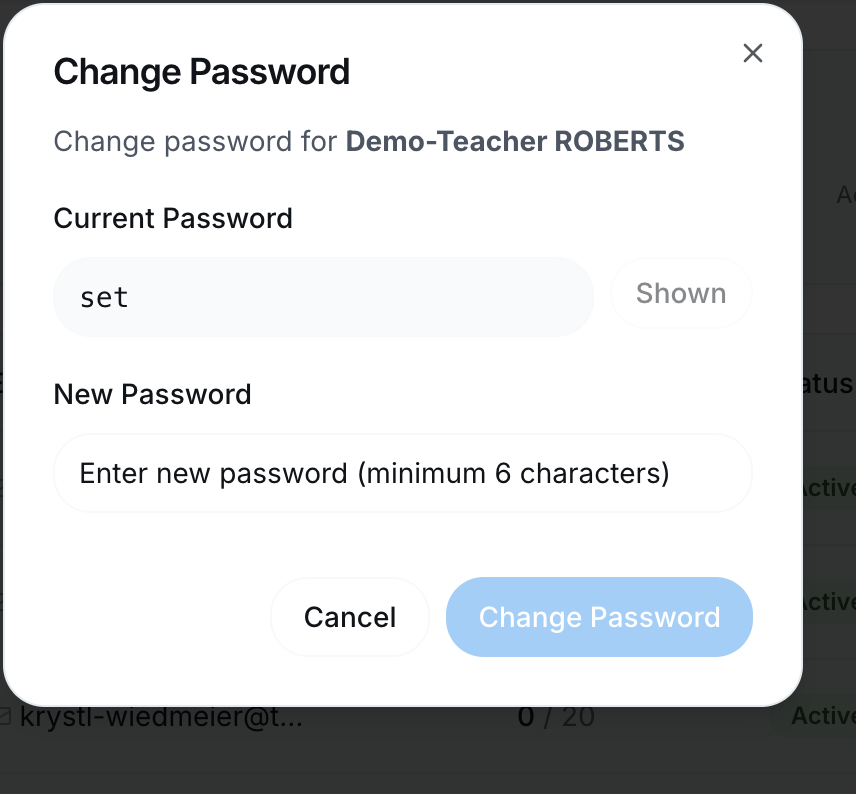 Change Password
Change password for Demo-Teacher ROBERTS
Current Password
set
Shown
New Password
Enter new password (minimum 6 characters)
Cancel
Change Password
atus
Active
Active
krystl-wiedmeier@t...
0 / 20
Active